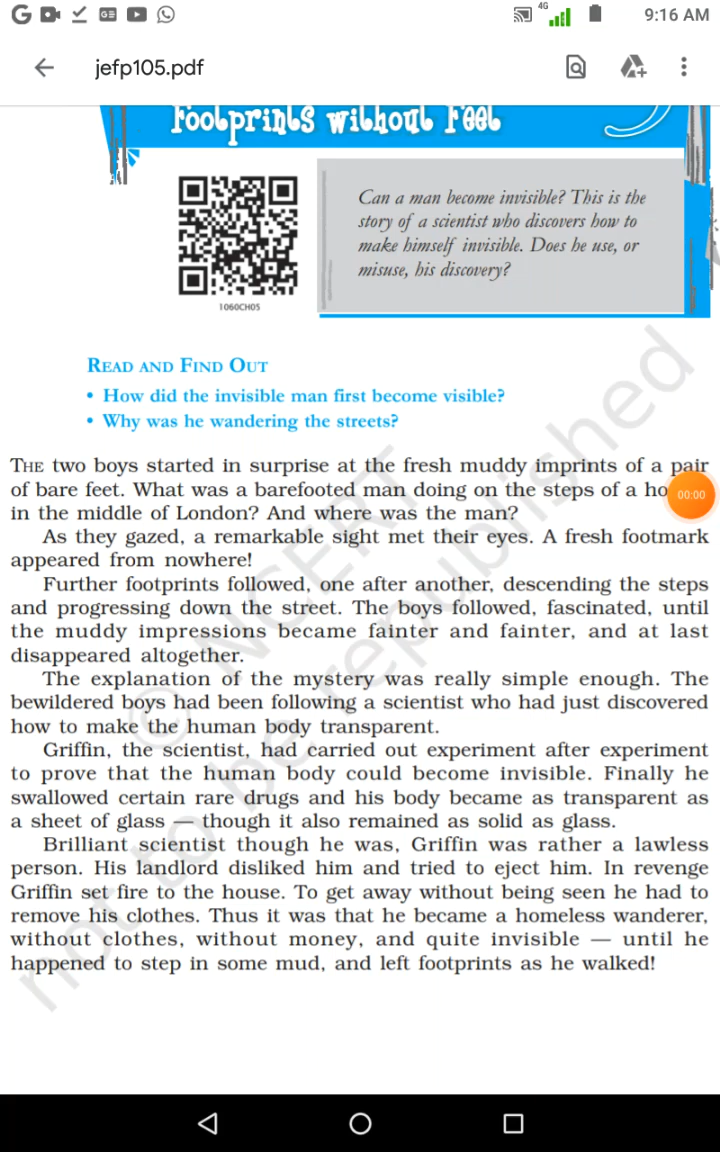 4G
9:16 AM
jefp105.pdf
Footprints without Feet
Can a man become invisible? This is the
story of a scientist who discovers how to
make himself invisible. Does he use, or
misuse, his discovery?
1060CH05
READ AND FIND OUT
• How did the invisible man first become visible?
• Why was he wandering the streets?
THE two boys started in surprise at the fresh muddy imprints of a pair
of bare feet. What was a barefooted man doing on the steps of a ho
00:00
in the middle of London? And where was the man?
As they gazed, a remarkable sight met their eyes. A fresh footmark
appeared from nowhere!
Further footprints followed, one after another, descending the steps
and progressing down the street. The boys followed, fascinated, until
the muddy impressions became fainter and fainter, and at last
disappeared altogether.
The explanation of the mystery was really simple enough. The
bewildered boys had been following a scientist who had just discovered
how to make the human body transparent.
Griffin, the scientist, had carried out experiment after experiment
to prove that the human body could become invisible. Finally he
swallowed certain rare drugs and his body became as transparent as
a sheet of glass — though it also remained as solid as glass.
Brilliant scientist though he was, Griffin was rather a lawless
person. His landlord disliked him and tried to eject him. In revenge
Griffin set fire to the house. To get away without being seen he had to
remove his clothes. Thus it was that he became a homeless wanderer,
without clothes, without money, and quite invisible — until he
happened to step in some mud, and left footprints as he walked!
© NCERT
not to be republished